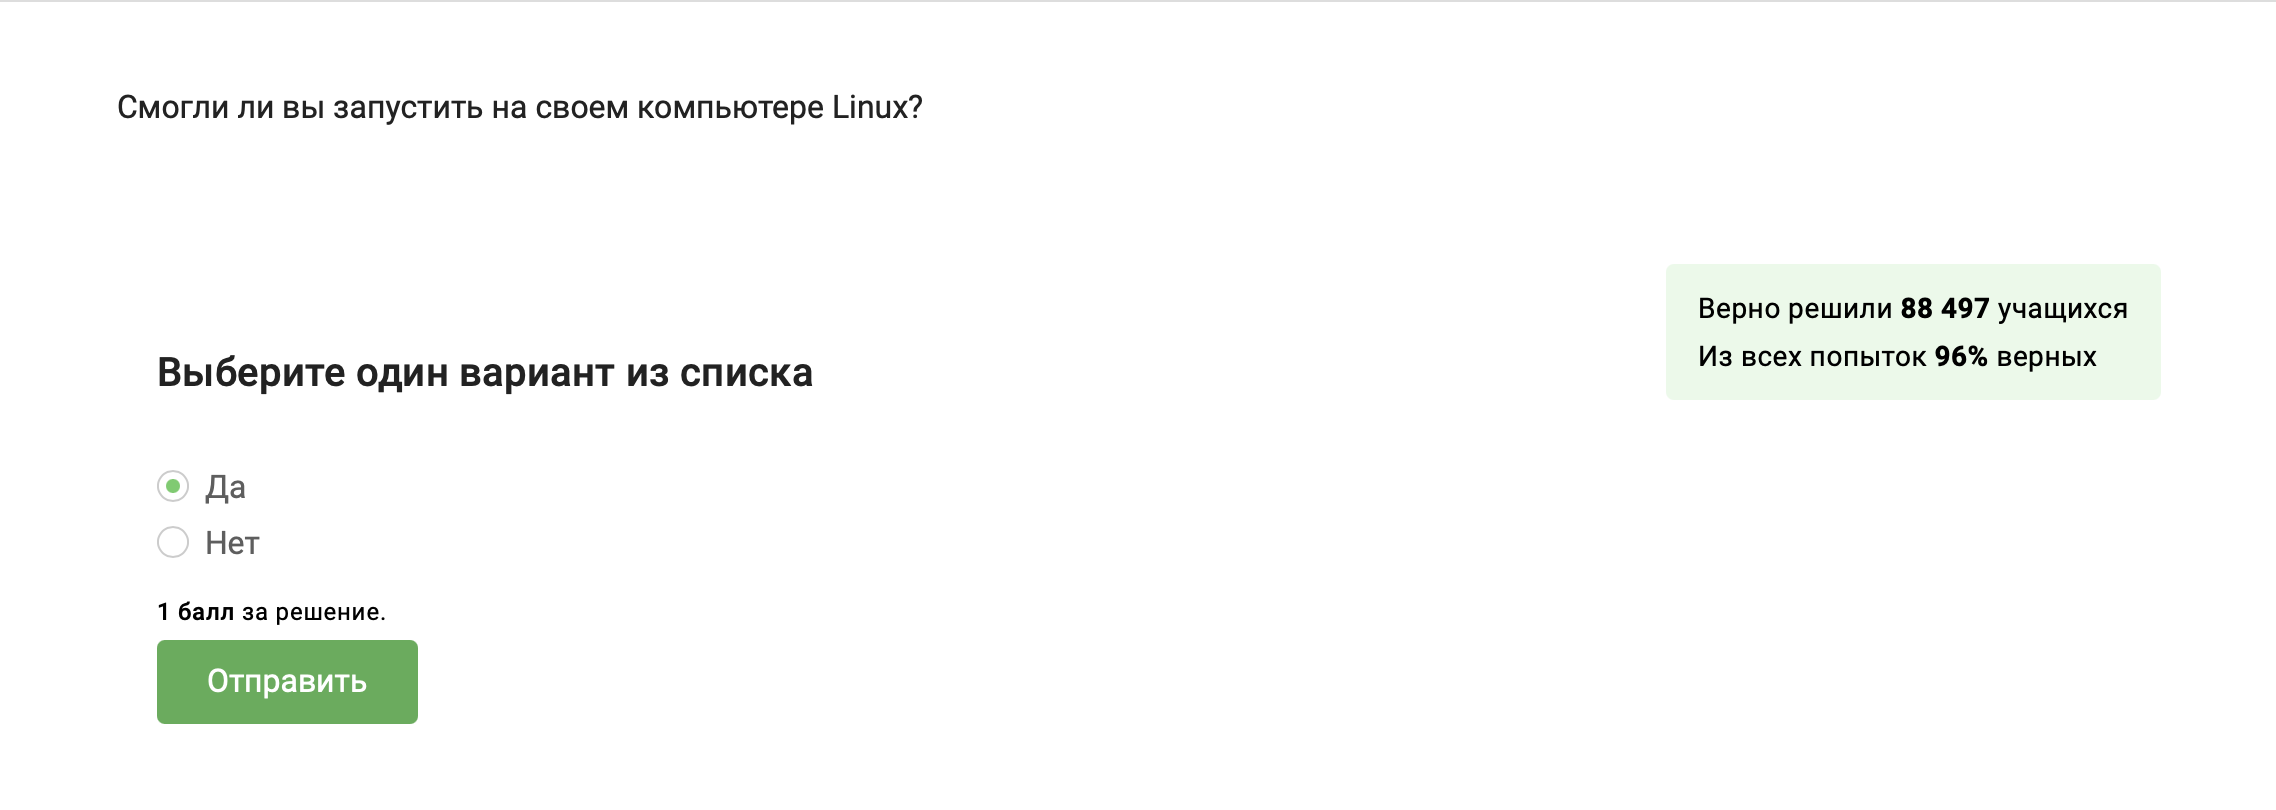 Смогли ли вы запустить на своем компьютере Linux?
Верно решили 88 497 учащихся
Из всех попыток 96% верных
Выберите один вариант из списка
Да
Нет
1 балл за решение.
Отправить